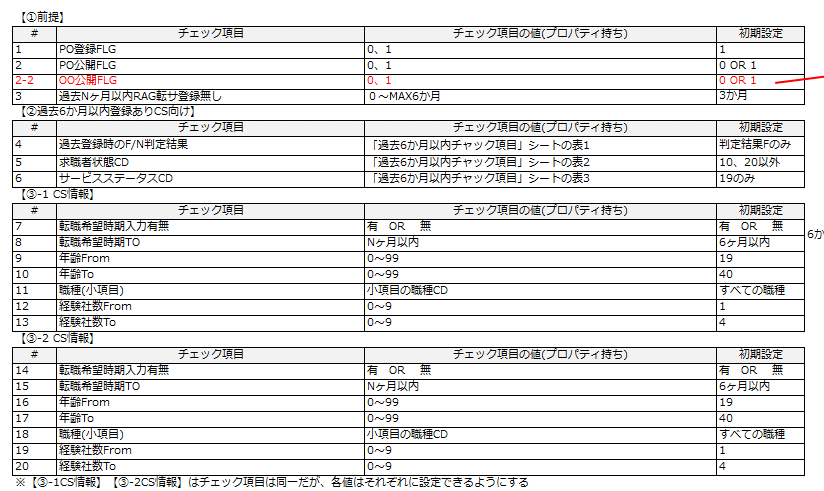 【①前提】
# チェック項目 チェック項目の値(プロパティ持ち) 初期設定
1 PO登録FLG 0、1 1
2 PO公開FLG 0、1 0 OR 1
2-2 OO公開FLG 0、1 0 OR 1
3 過去Nヶ月以内RAG転サ登録無し 0～MAX6か月 3か月
【②過去6か月以内登録ありCS向け】
# チェック項目 チェック項目の値(プロパティ持ち) 初期設定
4 過去登録時のF/N判定結果 「過去6か月以内チャック項目」シートの表1 判定結果Fのみ
5 求職者状態CD 「過去6か月以内チャック項目」シートの表2 10、20以外
6 サービスステータスCD 「過去6か月以内チャック項目」シートの表3 19のみ
【③-1 CS情報】
# チェック項目 チェック項目の値(プロパティ持ち) 初期設定
7 転職希望時期入力有無 有 OR 無 有 OR 無
8 転職希望時期TO Nヶ月以内 6ヶ月以内 6か
9 年齢From 0～99 19
10 年齢To 0～99 40
11 職種(小項目) 小項目の職種CD すべての職種
12 経験社数From 0～9 1
13 経験社数To 0～9 4
【③-2 CS情報】
# チェック項目 チェック項目の値(プロパティ持ち) 初期設定
14 転職希望時期入力有無 有 OR 無 有 OR 無
15 転職希望時期TO Nヶ月以内 6ヶ月以内
16 年齢From 0～99 19
17 年齢To 0～99 40
18 職種(小項目) 小項目の職種CD すべての職種
19 経験社数From 0～9 1
20 経験社数To 0～9 4
※【③-1CS情報】【③-2CS情報】はチェック項目は同一だが、各値はそれぞれに設定できるようにする